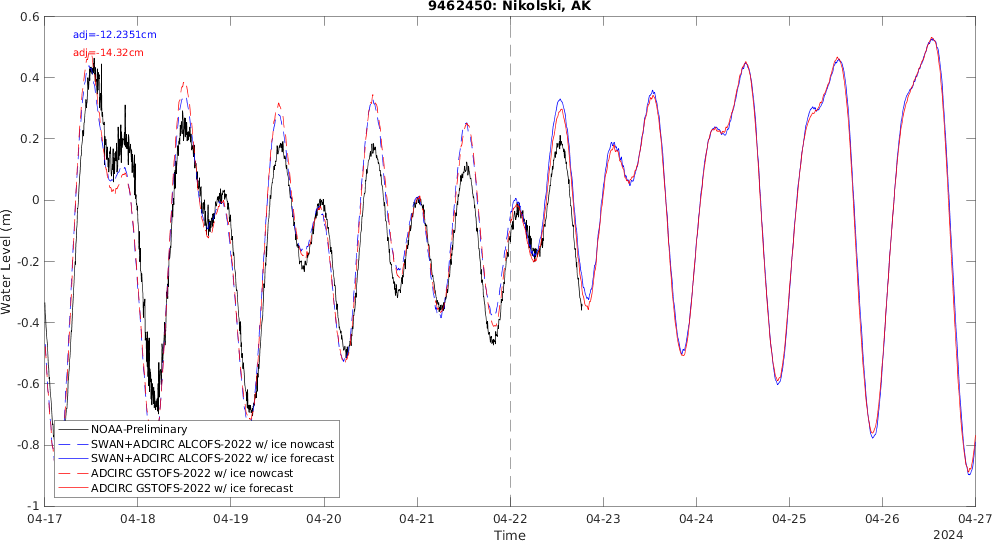 9462450: Nikolski, AK
adj=-12.2351cm
adj=-14.32cm
Water Level (m)
0.6
0.4
0.2
0
-0.2
-0.4
-0.6
-0.8
-1
NOAA-Preliminary
SWAN+ADCIRC ALCOFS-2022 w/ ice nowcast
SWAN+ADCIRC ALCOFS-2022 w/ ice forecast
ADCIRC GSTOFS-2022 w/ ice nowcast
ADCIRC GSTOFS-2022 w/ ice forecast
04-17 04-18 04-19 04-20 04-21 04-22 04-23 04-24 04-25 04-26 04-27
Time
2024